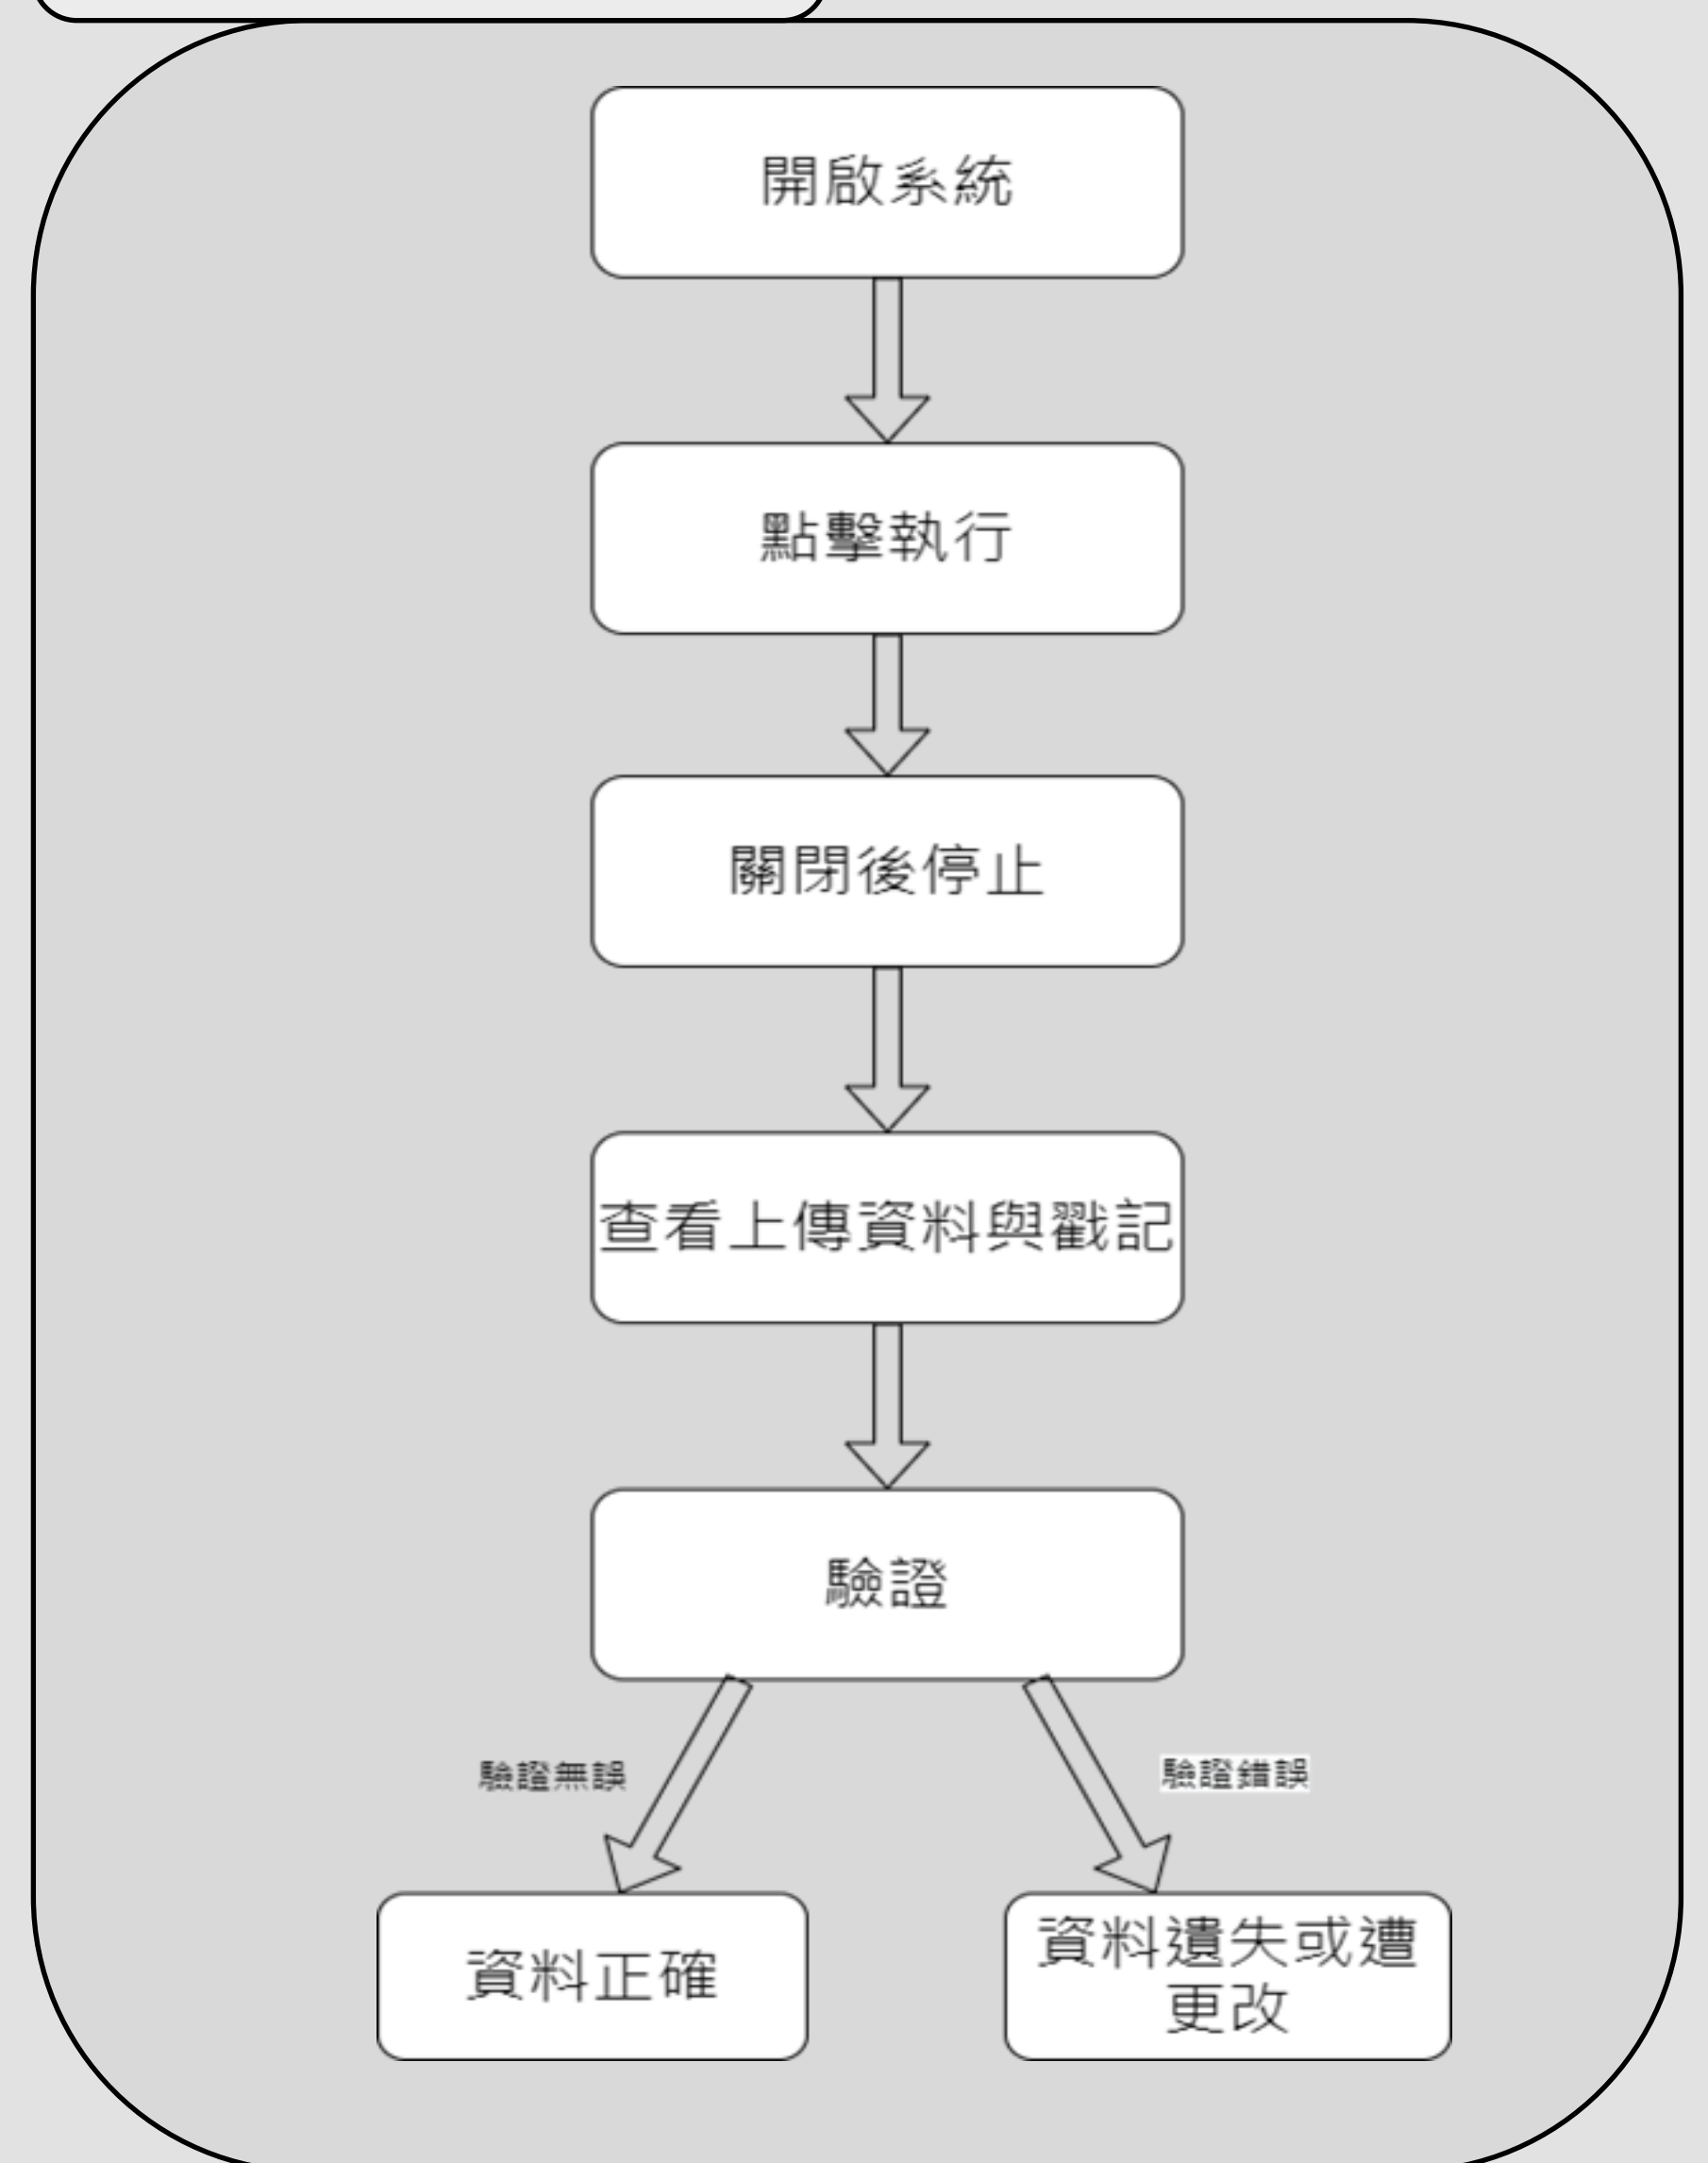 開啟系統
點擊執行
關閉後停止
查看上傳資料與戳記
驗證
驗證無誤
驗證錯誤
資料正確
資料遺失或遭
更改